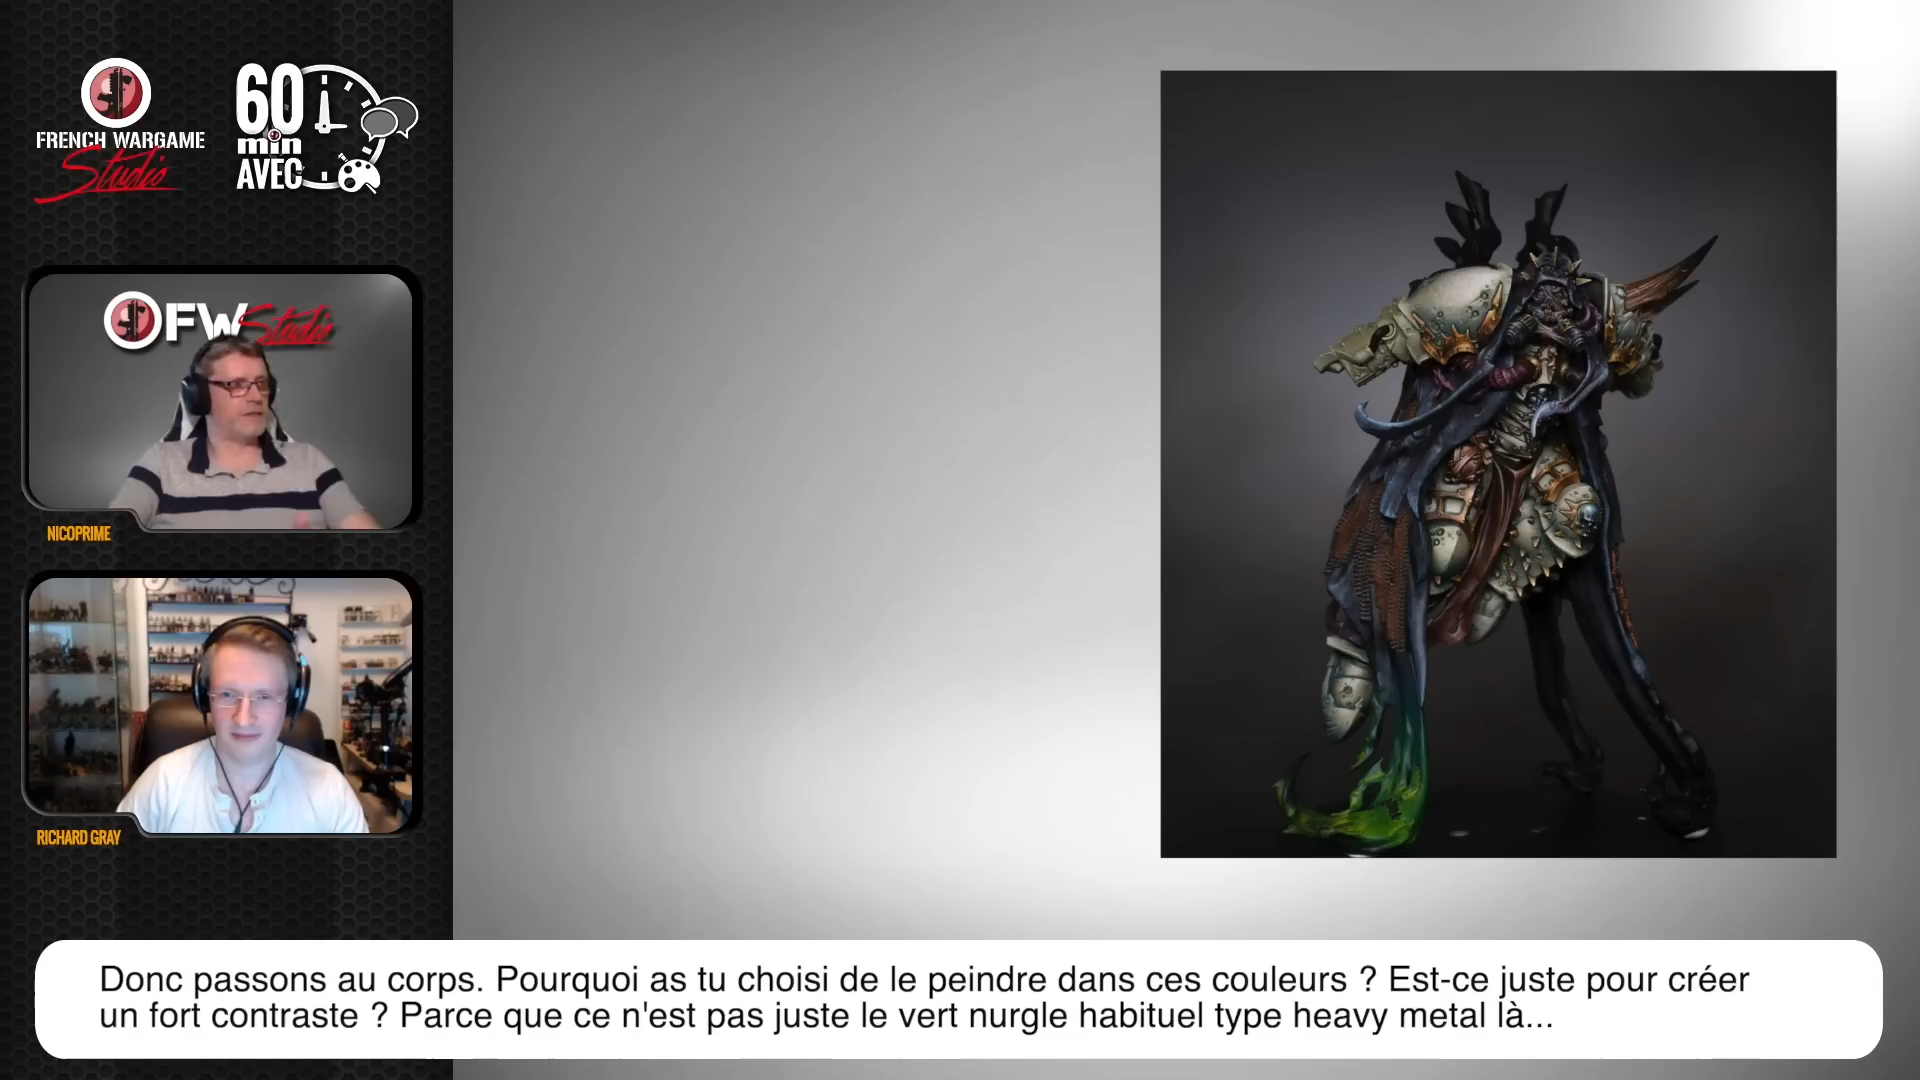 FRENCH WARGAME
Studio
60
min
AVEC
FW Studio
NICOPRIME
RICHARD GRAY
Donc passons au corps. Pourquoi as tu choisi de le peindre dans ces couleurs ? Est-ce juste pour créer
un fort contraste ? Parce que ce n'est pas juste le vert nurgle habituel type heavy metal là...